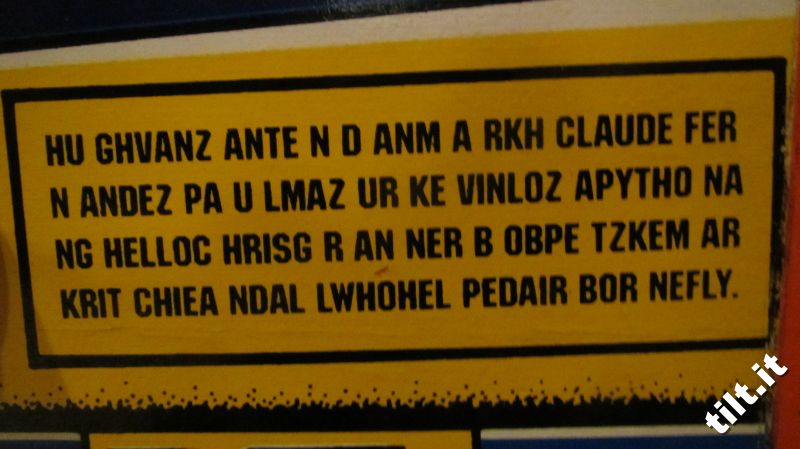 HU GHVANZ ANTE N D ANM A RKH CLAUDE FER
N ANDEZ PA U LMAZ UR KE VINLOZ APYTHO NA
NG HELLOC HRISG R AN NER B OBPE TZKEM AR
KRIT CHIEA NDAL LWHOHEL PEDAIR BOR NEFLY.
tilt.it